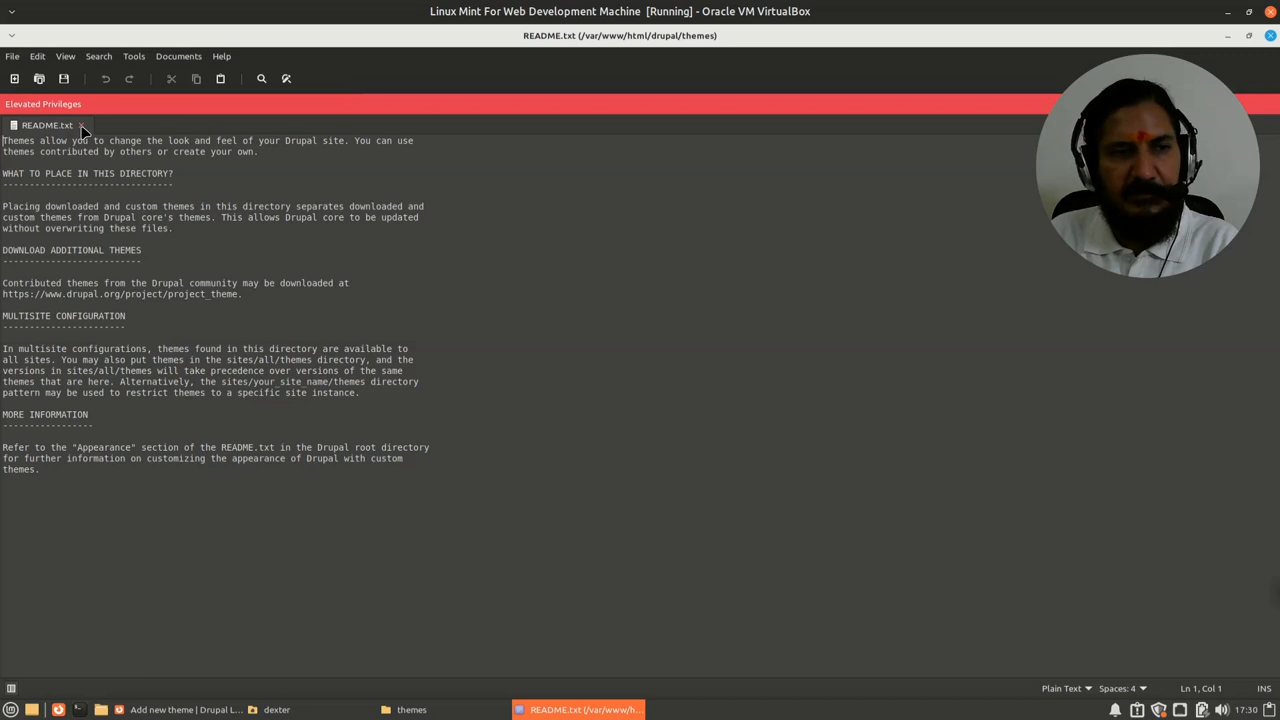 Linux Mint For Web Development Machine [Running] - Oracle VM VirtualBox
README.txt (/var/www/html/drupal/themes)
File Edit View Search Tools Documents Help
Elevated Privileges
README.txt
Themes allow you to change the look and feel of your Drupal site. You can use
themes contributed by others or create your own.
WHAT TO PLACE IN THIS DIRECTORY?
--------------------------------
Placing downloaded and custom themes in this directory separates downloaded and
custom themes from Drupal core's themes. This allows Drupal core to be updated
without overwriting these files.
DOWNLOAD ADDITIONAL THEMES
--------------------------
Contributed themes from the Drupal community may be downloaded at
https://www.drupal.org/project/project_theme.
MULTISITE CONFIGURATION
-----------------------
In multisite configurations, themes found in this directory are available to
all sites. You may also put themes in the sites/all/themes directory, and the
versions in sites/all/themes will take precedence over versions of the same
themes that are here. Alternatively, the sites/your_site_name/themes directory
pattern may be used to restrict themes to a specific site instance.
MORE INFORMATION
-----------------
Refer to the "Appearance" section of the README.txt in the Drupal root directory
for further information on customizing the appearance of Drupal with custom
themes.
Plain Text Spaces: 4 Ln 1, Col 1 INS
Add new theme | Drupal L... dexter themes README.txt (/var/www/h... 17:30